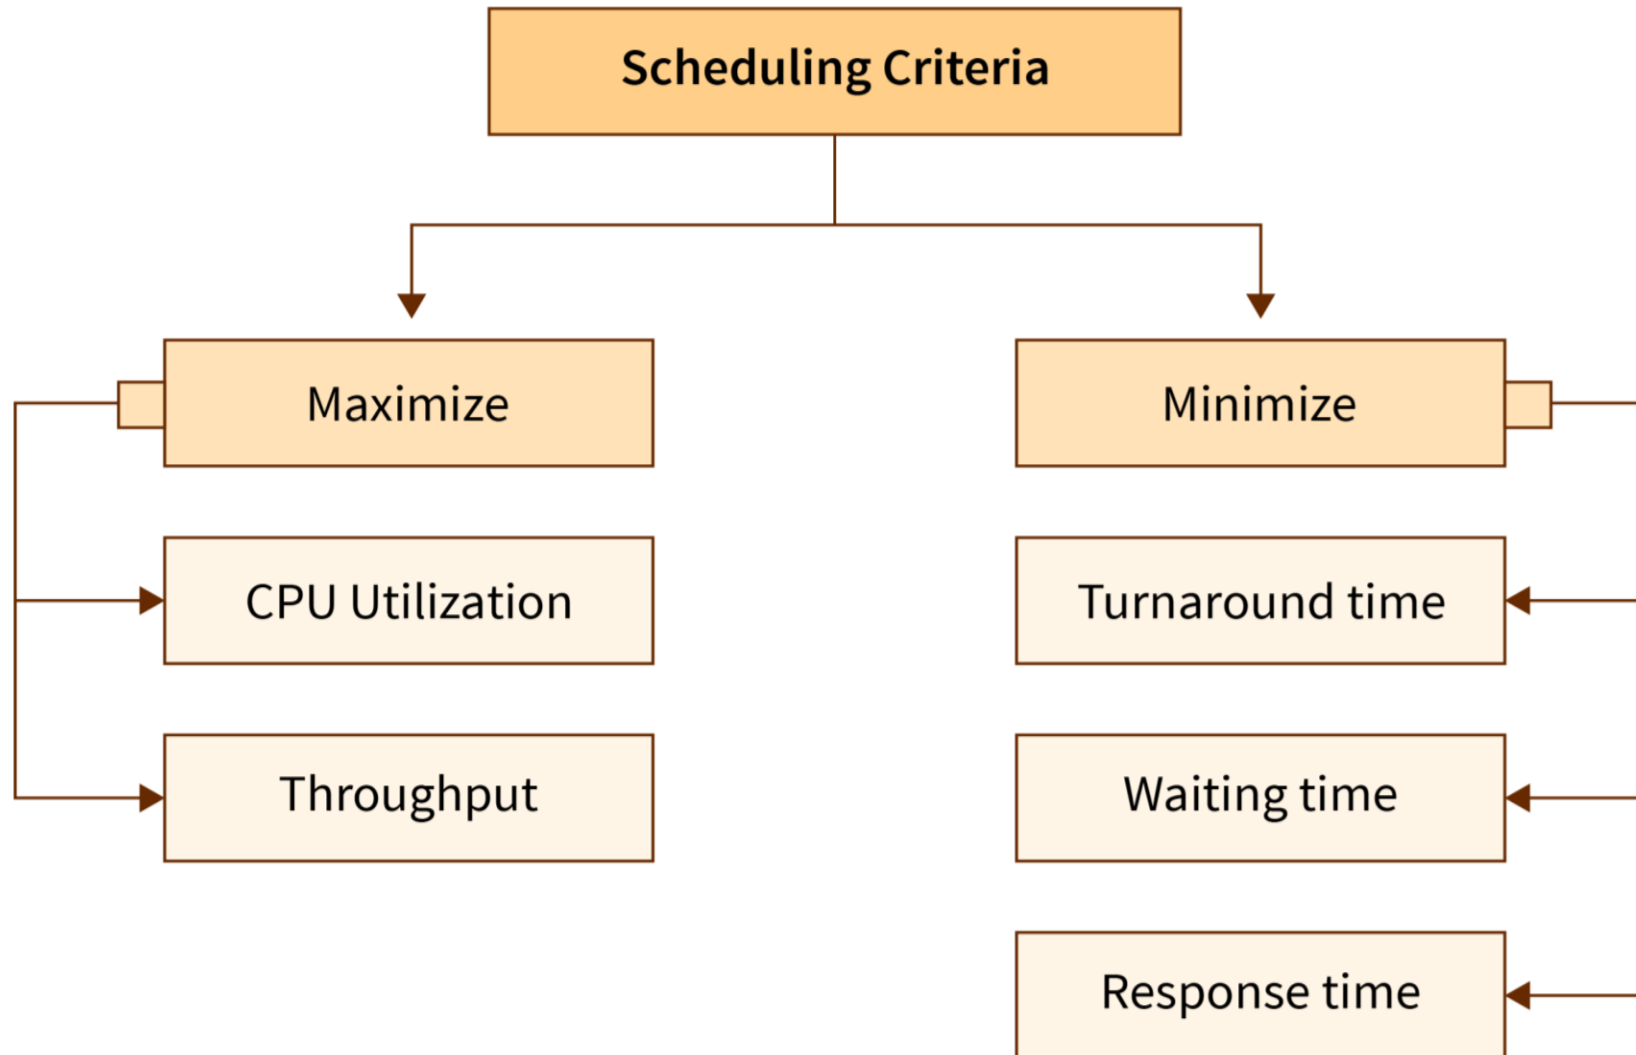 Scheduling Criteria
Maximize
Minimize
CPU Utilization
Turnaround time
Throughput
Waiting time
Response time